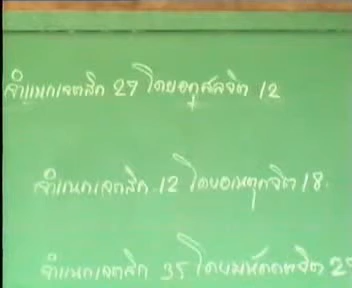 จำแนกเจตสิก 27 โดยอกุศลจิต 12
จำแนกเจตสิก 12 โดยอเหตุกจิต 18
จำแนกเจตสิก 35 โดยมหัคคตจิต 27